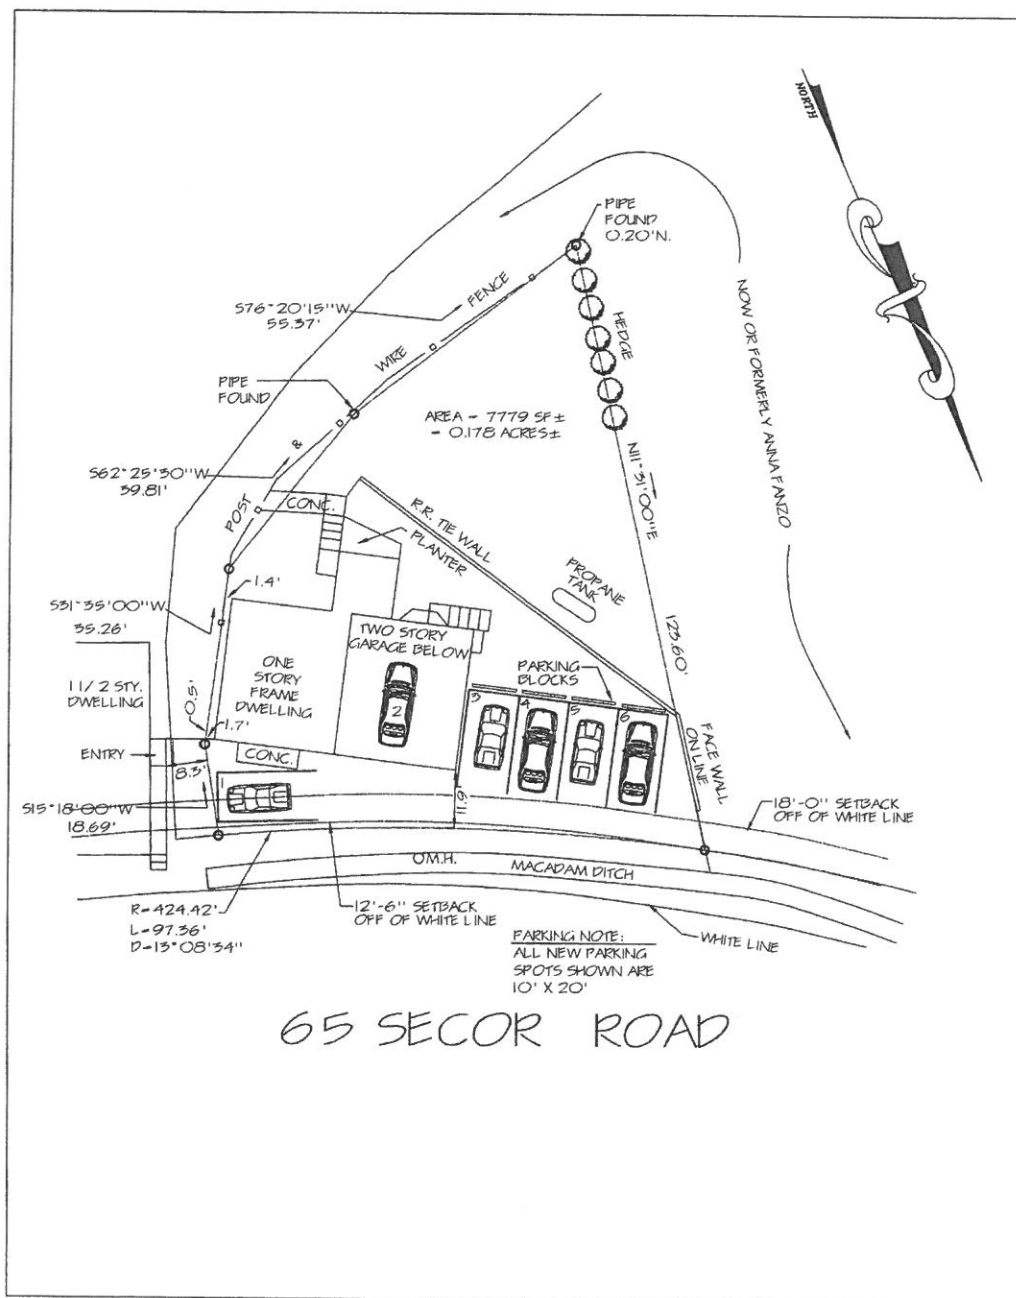 NORTH
PIPE
FOUND
0.20'N.
S76°20'15"W
55.37'
FENCE
WIRE
&
POST
HEDGE
NOW OR FORMERLY ANNA FANZO
PIPE
FOUND
AREA - 7779 SF±
- 0.178 ACRES±
S62°25'30"W
39.81'
N11°31'00"E
123.60'
CONC.
R.R. TIE WALL
PLANTER
PROPANE
TANK
1.4'
S31°35'00"W
35.26'
TWO STORY
GARAGE BELOW
ONE
STORY
FRAME
DWELLING
1 1/2 STY.
DWELLING
PARKING
BLOCKS
2
3
4
5
6
0.5'
1.7'
FACE WALL
ON LINE
ENTRY
CONC.
8.3'
1
11.9'
S15°18'00"W
18.69'
18'-0" SETBACK
OFF OF WHITE LINE
O.M.H.
MACADAM DITCH
R-424.42'
L-97.36'
D-13°08'34"
12'-6" SETBACK
OFF OF WHITE LINE
WHITE LINE
PARKING NOTE:
ALL NEW PARKING
SPOTS SHOWN ARE
10' X 20'
65 SECOR ROAD